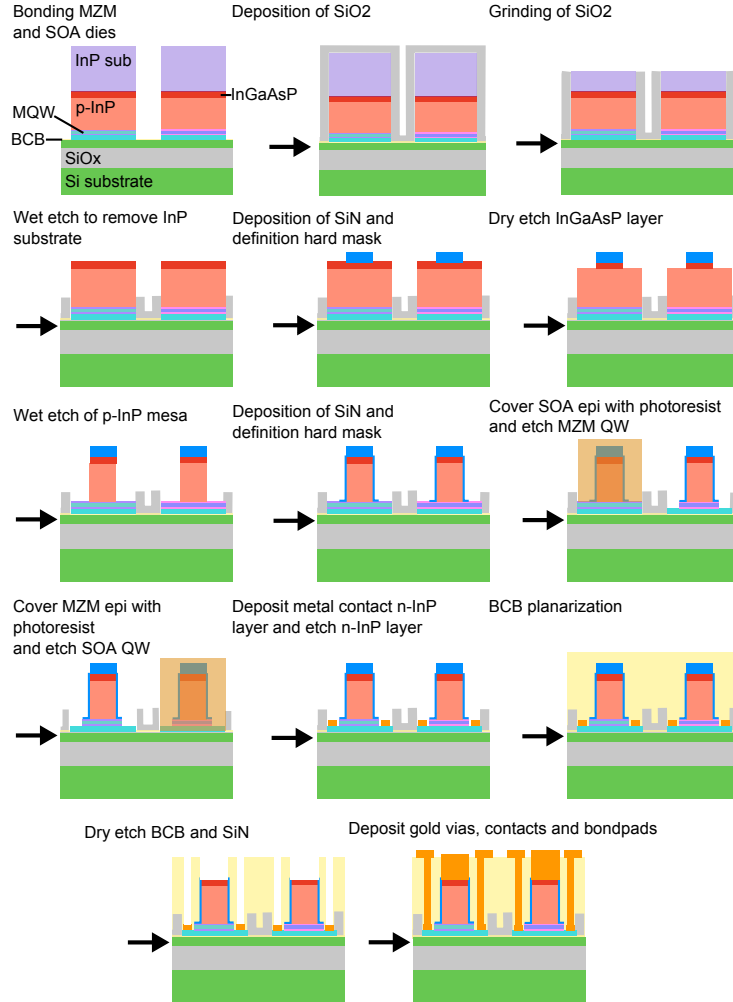 Bonding MZM
and SOA dies
Deposition of SiO2
Grinding of SiO2
InP sub
InGaAsP
p-InP
MQW
BCB
SiOx
Si substrate
Wet etch to remove InP
substrate
Deposition of SiN and
definition hard mask
Dry etch InGaAsP layer
Wet etch of p-InP mesa
Deposition of SiN and
definition hard mask
Cover SOA epi with photoresist
and etch MZM QW
Cover MZM epi with
photoresist
and etch SOA QW
Deposit metal contact n-InP
layer and etch n-InP layer
BCB planarization
Dry etch BCB and SiN
Deposit gold vias, contacts and bondpads